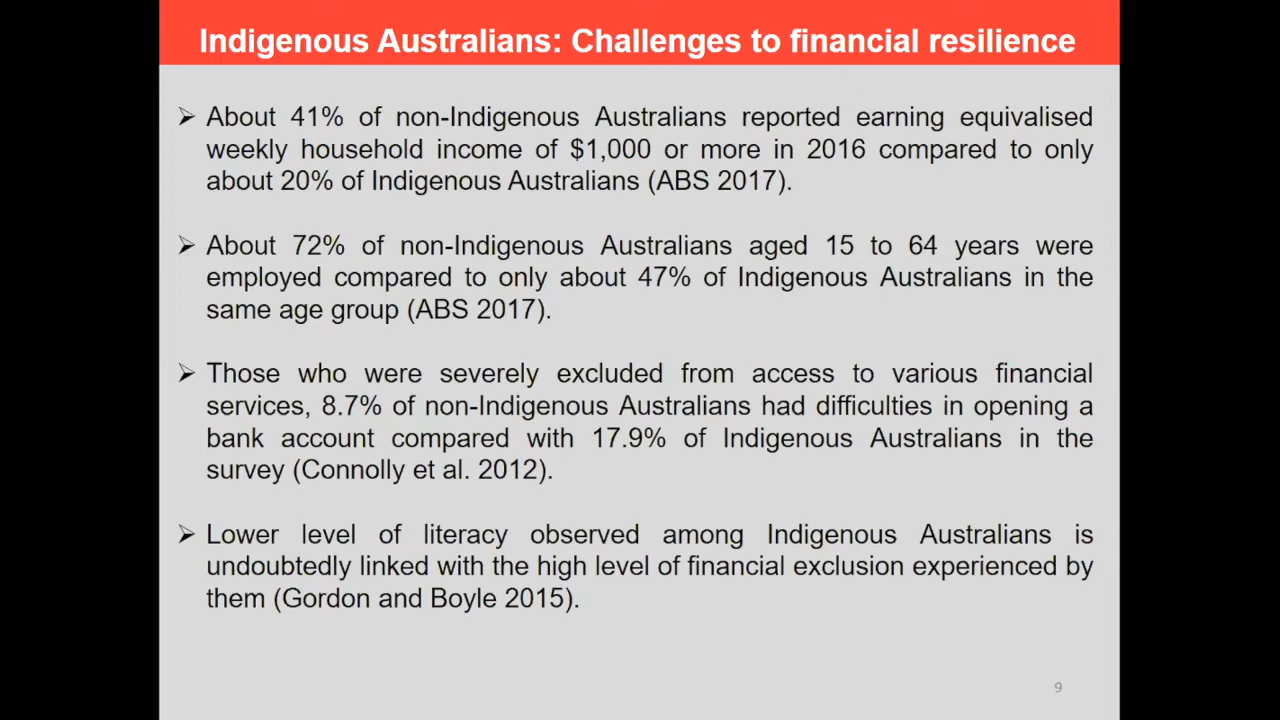 Indigenous Australians: Challenges to financial resilience
➢ About 41% of non-Indigenous Australians reported earning equivalised
weekly household income of $1,000 or more in 2016 compared to only
about 20% of Indigenous Australians (ABS 2017).
➢ About 72% of non-Indigenous Australians aged 15 to 64 years were
employed compared to only about 47% of Indigenous Australians in the
same age group (ABS 2017).
➢ Those who were severely excluded from access to various financial
services, 8.7% of non-Indigenous Australians had difficulties in opening a
bank account compared with 17.9% of Indigenous Australians in the
survey (Connolly et al. 2012).
➢ Lower level of literacy observed among Indigenous Australians is
undoubtedly linked with the high level of financial exclusion experienced by
them (Gordon and Boyle 2015).
9